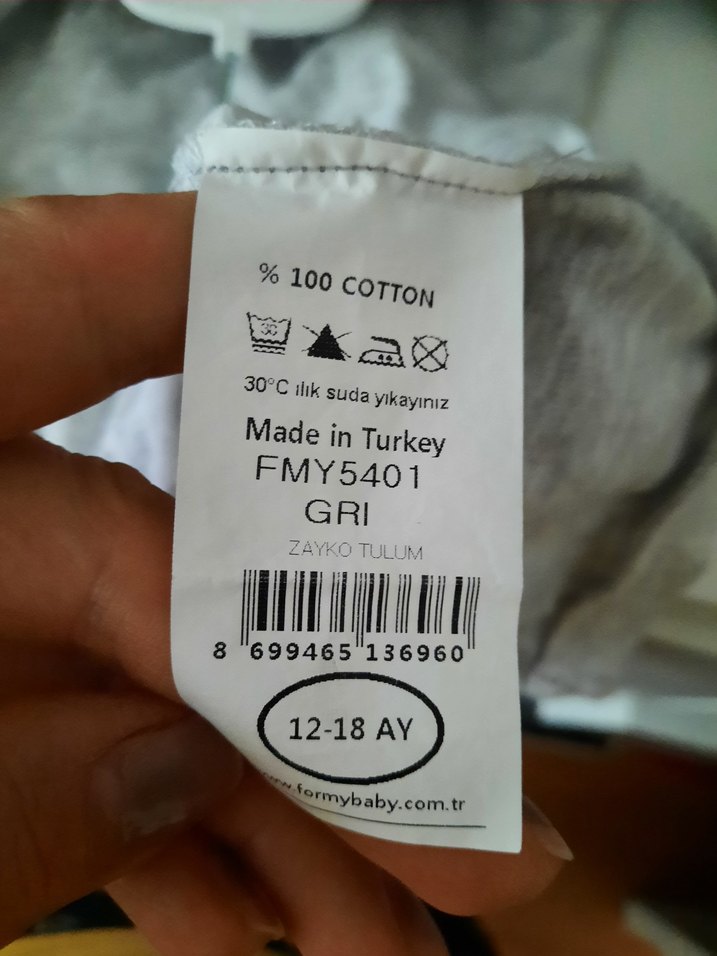 % 100 COTTON
30
30°C ılık suda yıkayınız
Made in Turkey
FMY5401
GRI
ZAYKO TULUM
8 699465 136960
12-18 AY
www.formybaby.com.tr